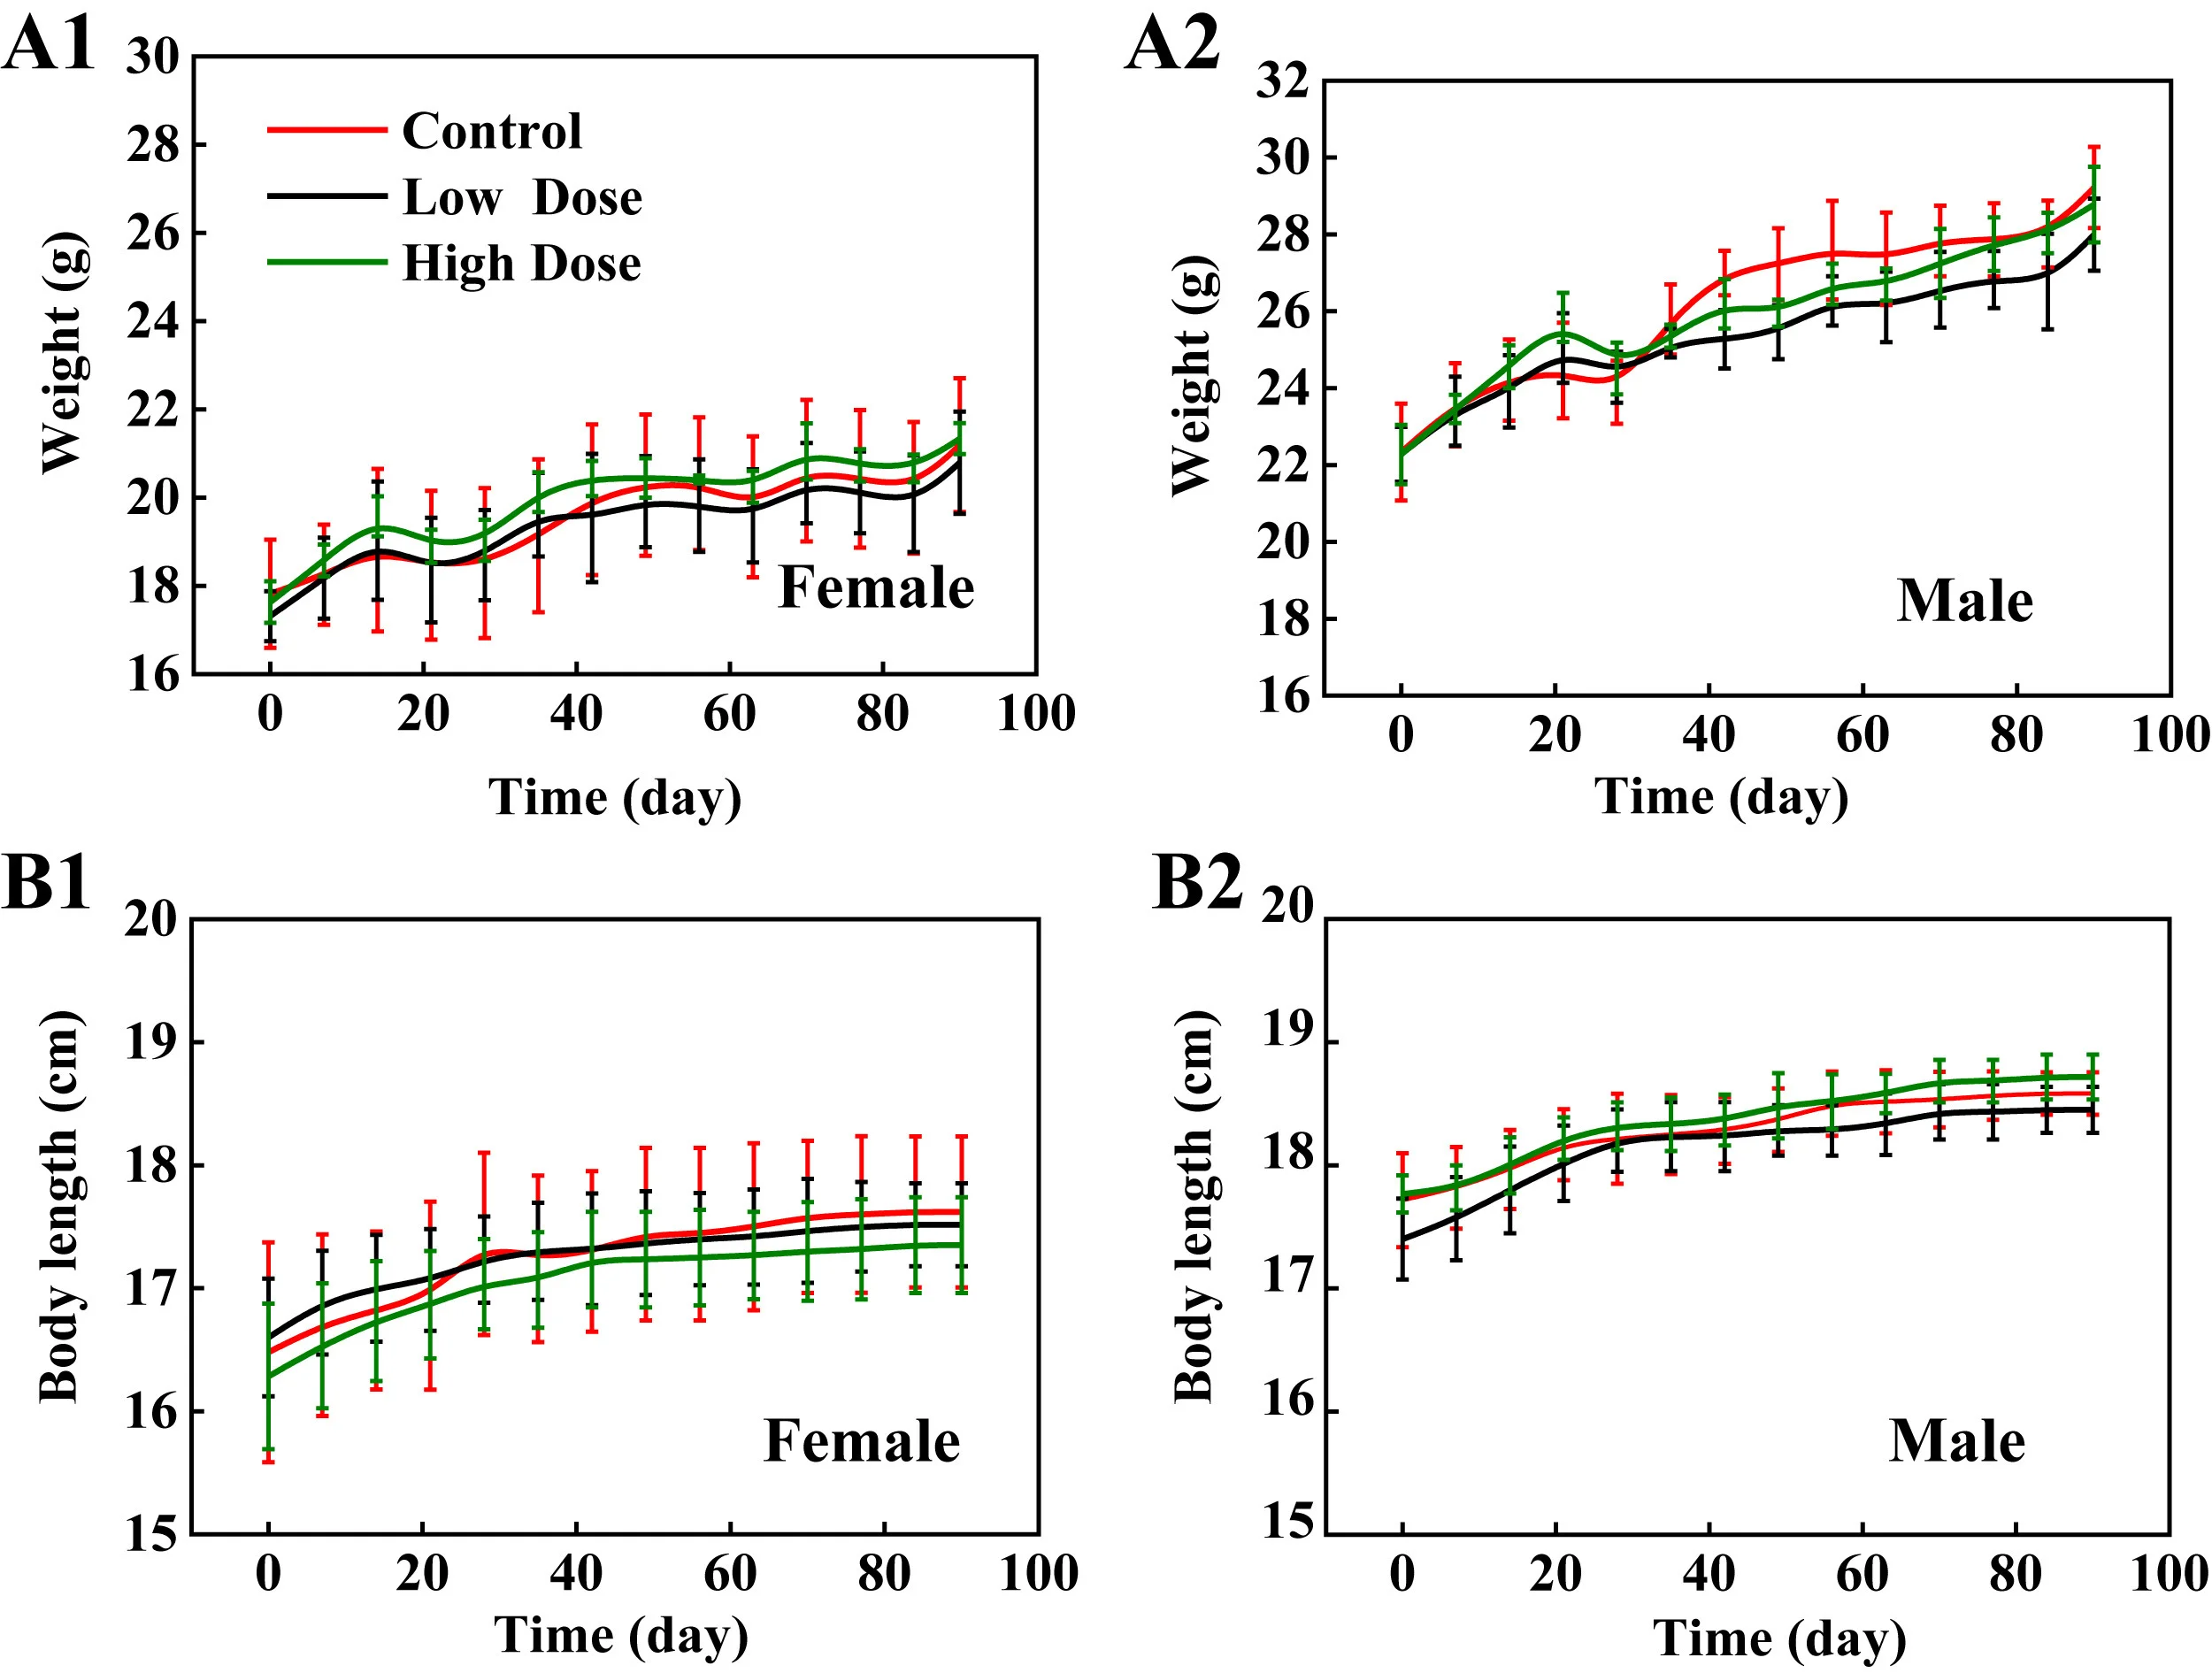 A1
30
28
26
24
22
20
18
16
Weight (g)
Control
Low Dose
High Dose
Female
0 20 40 60 80 100
Time (day)
A2
32
30
28
26
24
22
20
18
16
Weight (g)
Male
0 20 40 60 80 100
Time (day)
B1
20
19
18
17
16
15
Body length (cm)
Female
0 20 40 60 80 100
Time (day)
B2
20
19
18
17
16
15
Body length (cm)
Male
0 20 40 60 80 100
Time (day)